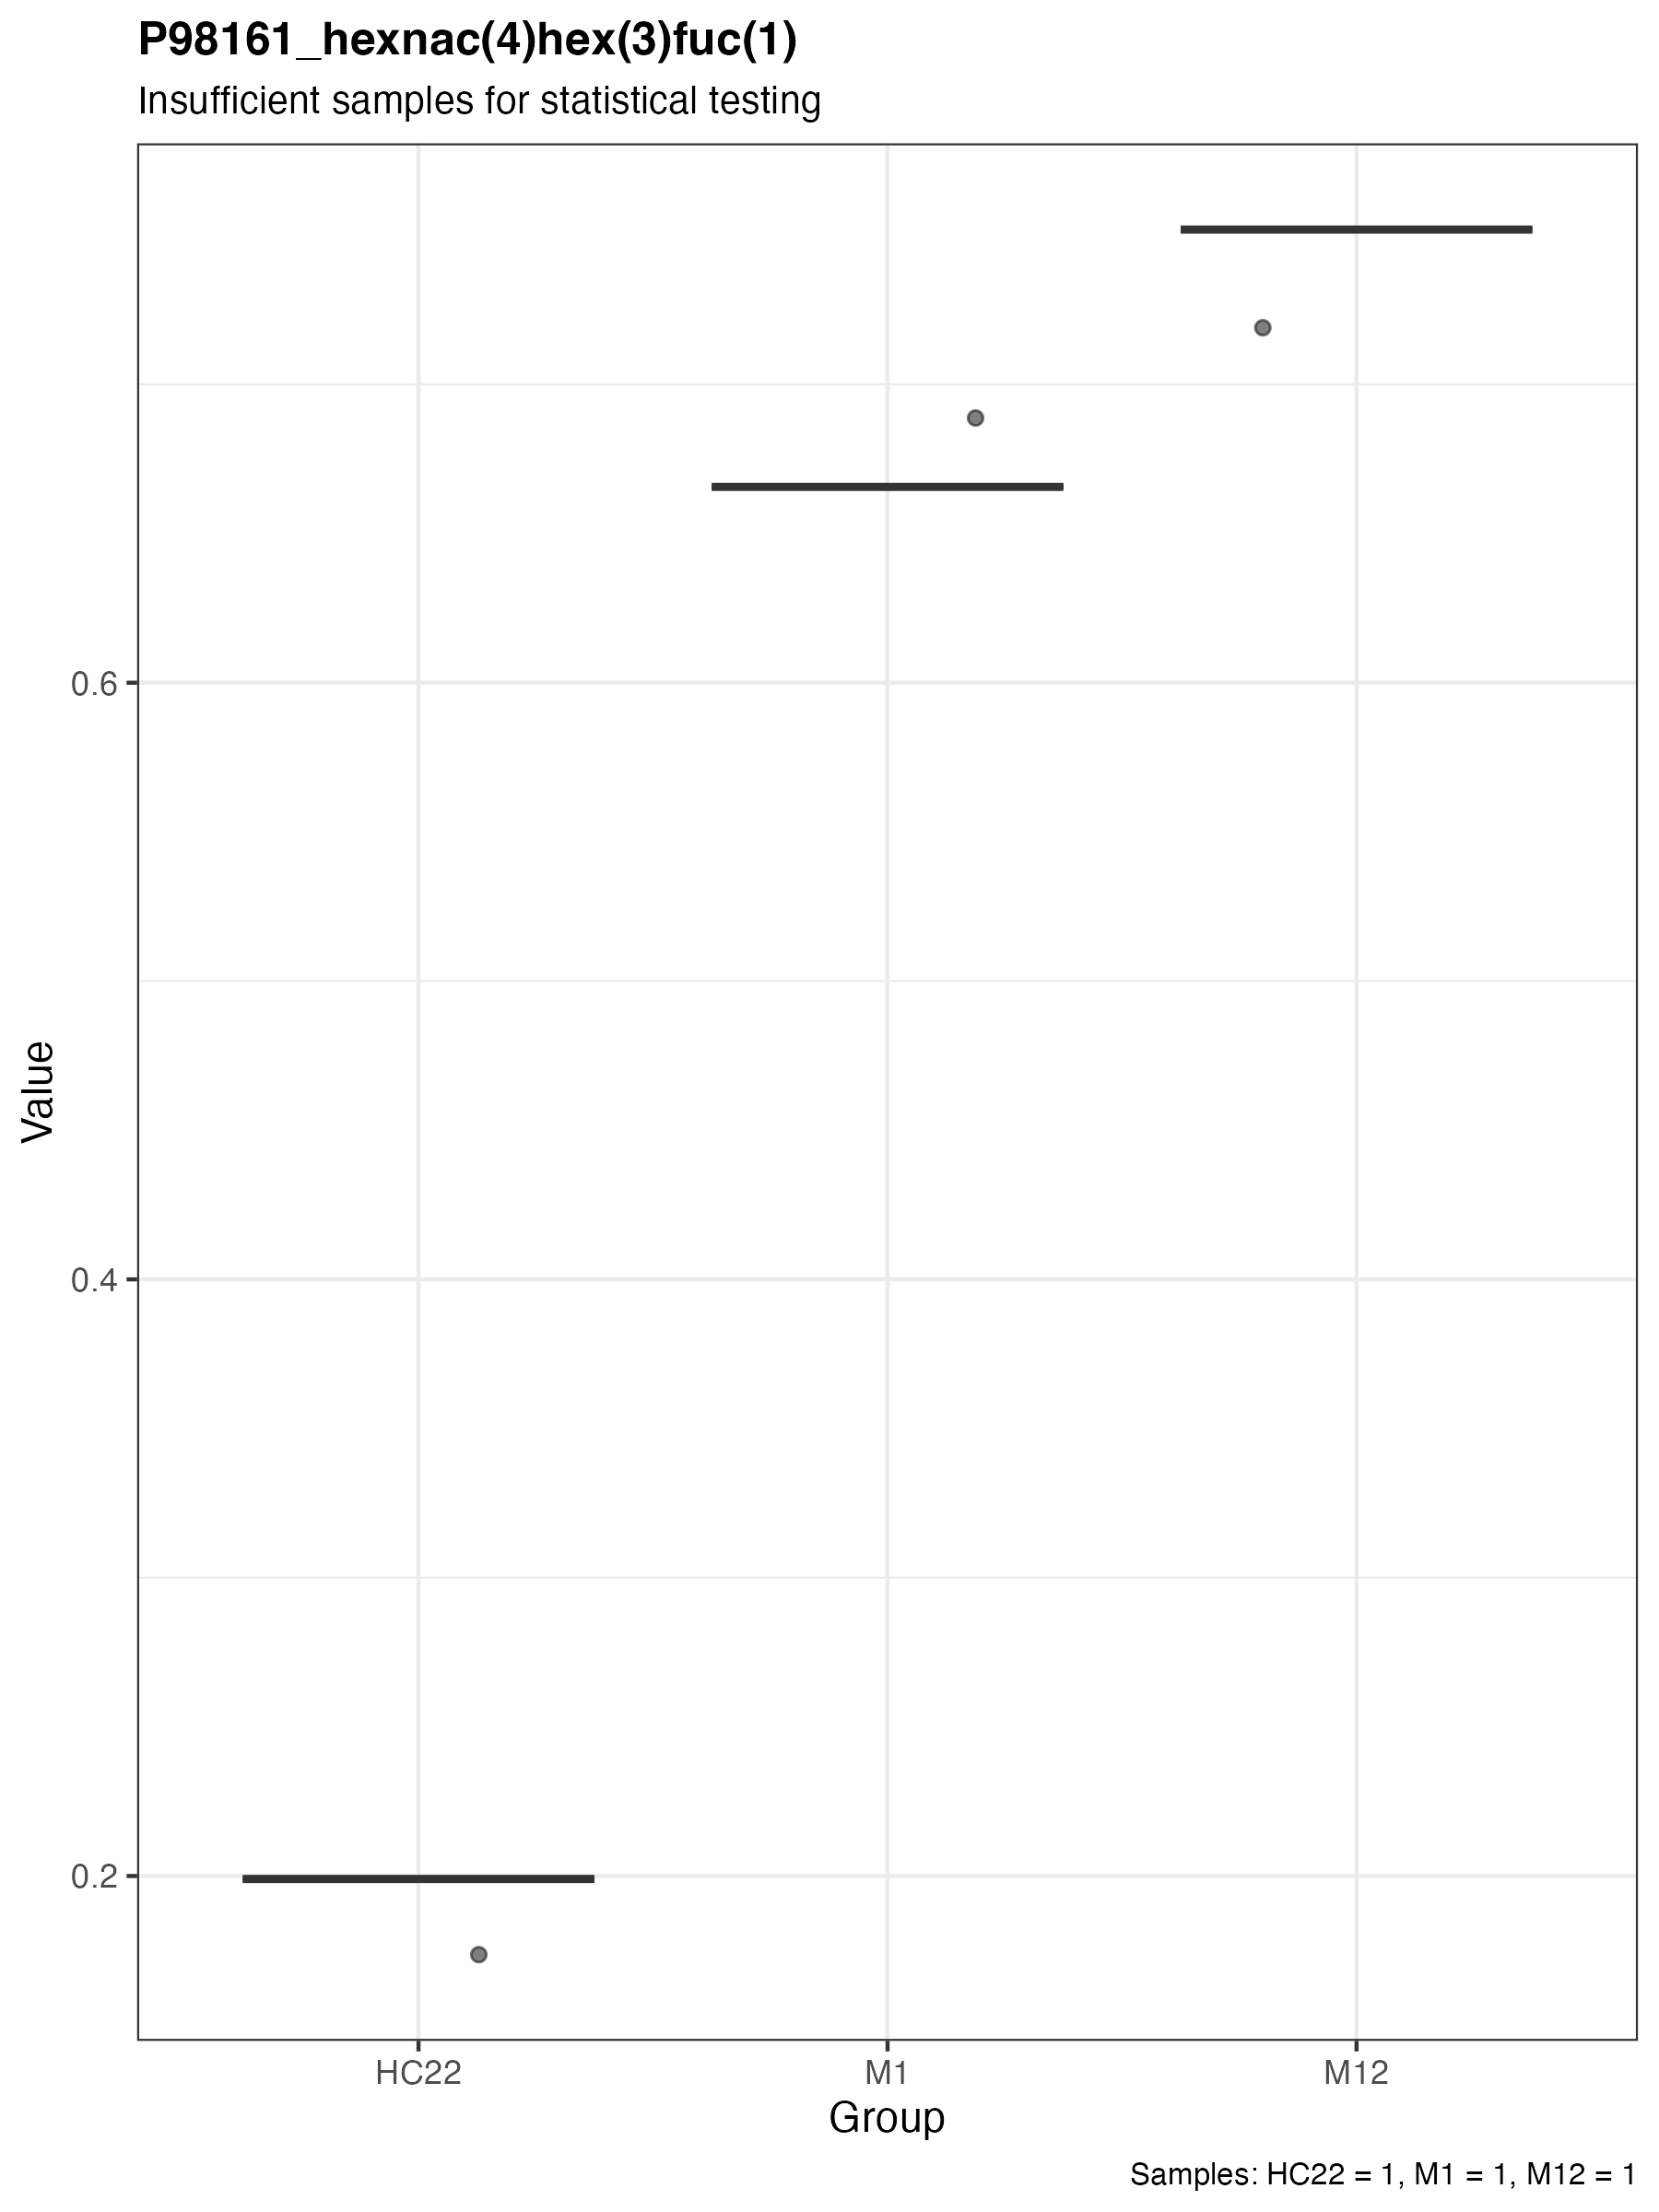 P98161_hexnac(4)hex(3)fuc(1)
Insufficient samples for statistical testing
Value
0.6
0.4
0.2
HC22 M1 M12
Group
Samples: HC22 = 1, M1 = 1, M12 = 1